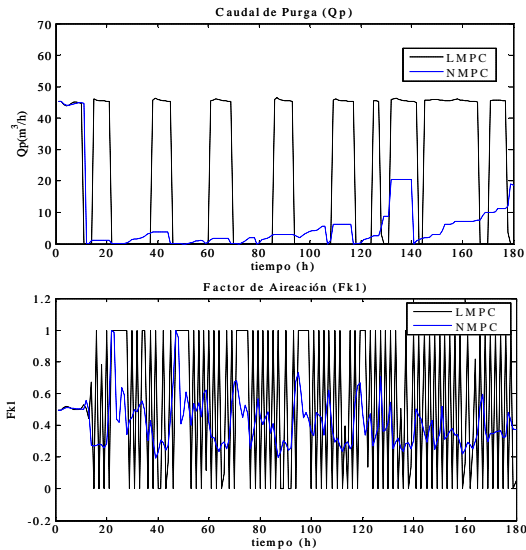 Caudal de Purga (Qp)
70
60
50
40
30
20
10
0
Qp(m³/h)
LMPC
NMPC
0 20 40 60 80 100 120 140 160 180
tiempo (h)
Factor de Aireación (Fk1)
1.2
1
0.8
0.6
0.4
0.2
0
-0.2
Fk1
LMPC
NMPC
0 20 40 60 80 100 120 140 160 180
tiempo (h)